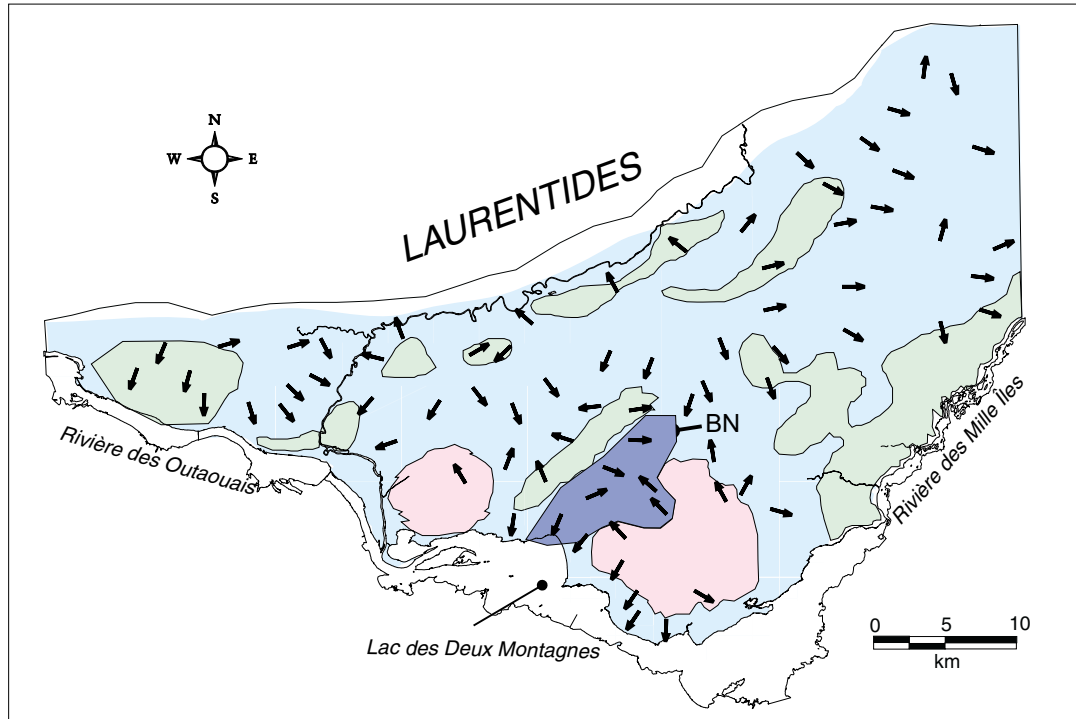 N
W E
S
LAURENTIDES
BN
Rivière des Outaouais
Rivière des Mille Îles
Lac des Deux Montagnes
0 5 10
km